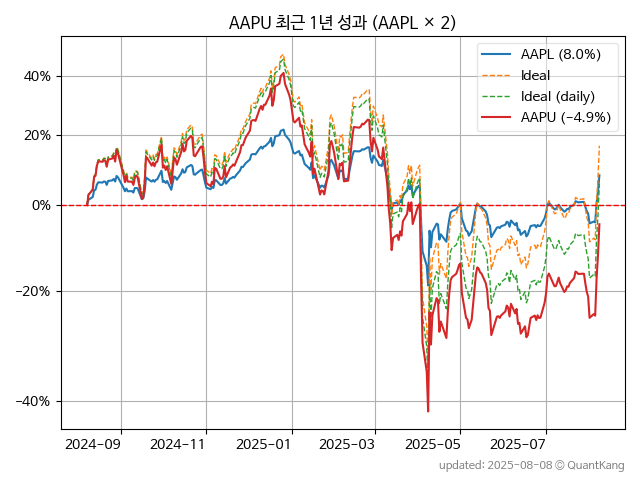 AAPU 최근 1년 성과 (AAPL × 2)
AAPL (8.0%)
Ideal
Ideal (daily)
AAPU (−4.9%)
40%
20%
0%
−20%
−40%
2024-09 2024-11 2025-01 2025-03 2025-05 2025-07
updated: 2025-08-08 © QuantKang